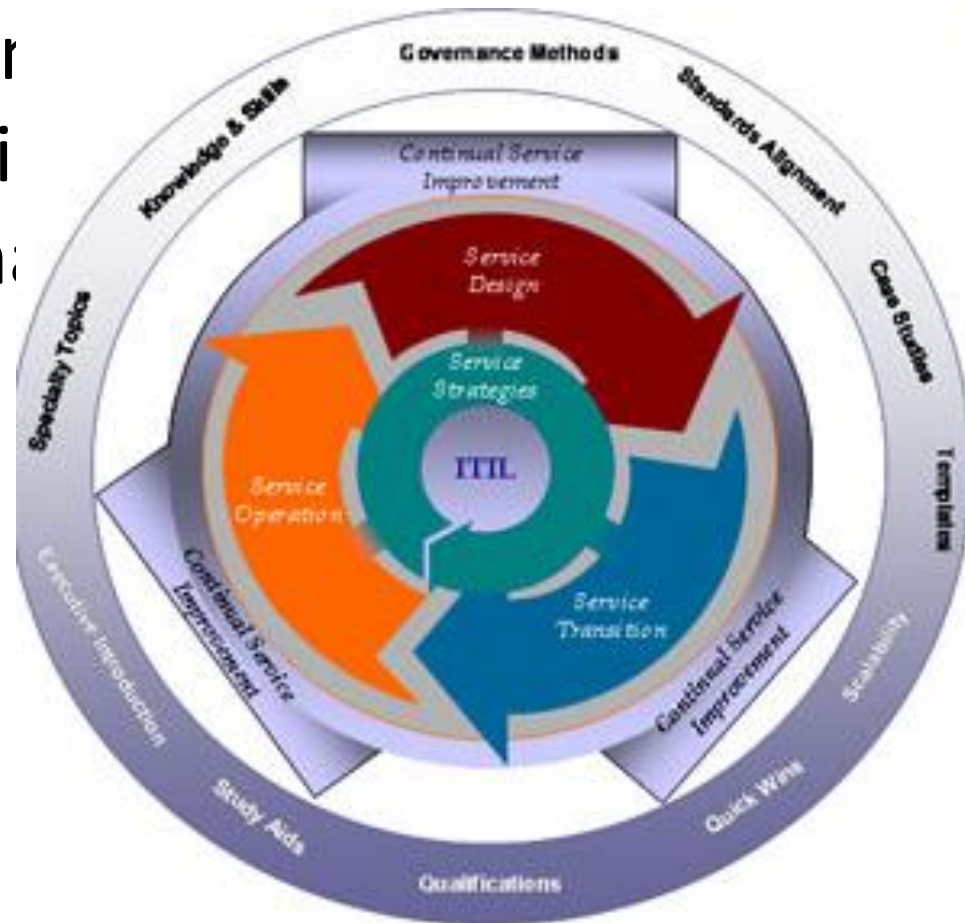 Governance Methods
Knowledge & Skills
Standards Alignment
Continual Service
Improvement
Service
Design
Case Studies
Specialty Topics
Service
Strategies
ITIL
Templates
Service
Operation
Service
Transition
Continual Service
Improvement
Continual Service
Improvement
Executive Introduction
Scalability
Study Aids
Quick Wins
Qualifications